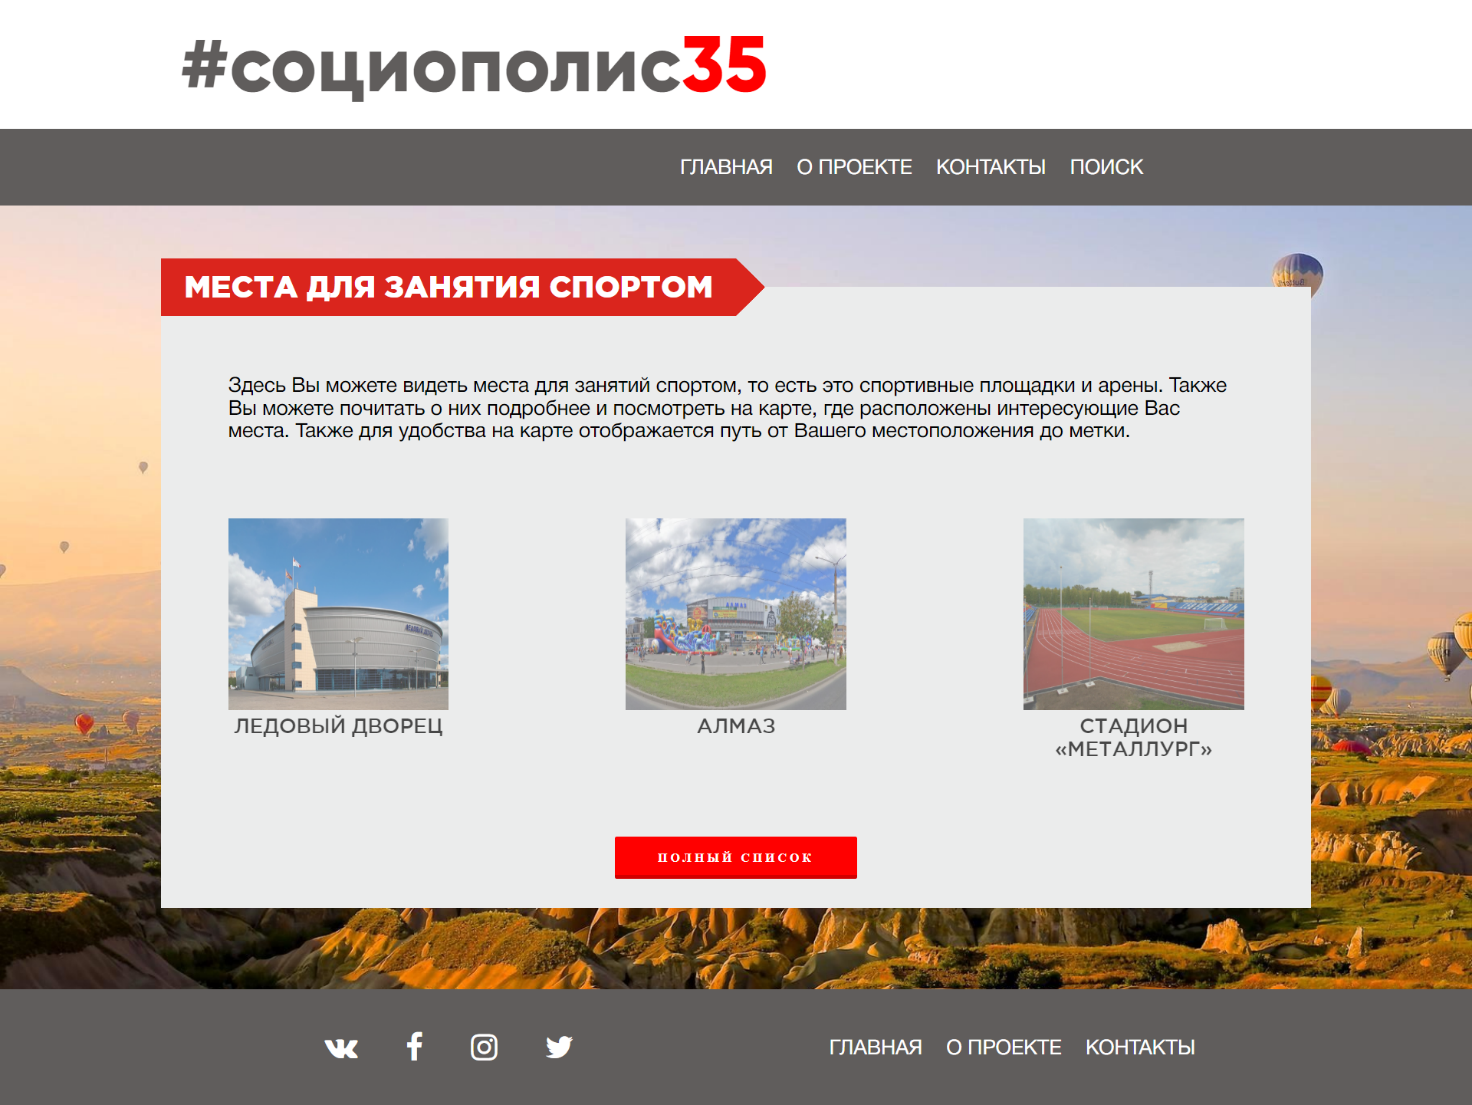 #социополис35
ГЛАВНАЯ О ПРОЕКТЕ КОНТАКТЫ ПОИСК
МЕСТА ДЛЯ ЗАНЯТИЯ СПОРТОМ
Здесь Вы можете видеть места для занятий спортом, то есть это спортивные площадки и арены. Также
Вы можете почитать о них подробнее и посмотреть на карте, где расположены интересующие Вас
места. Также для удобства на карте отображается путь от Вашего местоположения до метки.
АЛМАЗ
ЛЕДОВЫЙ ДВОРЕЦ
АЛМАЗ
СТАДИОН
«МЕТАЛЛУРГ»
ПОЛНЫЙ СПИСОК
ГЛАВНАЯ О ПРОЕКТЕ КОНТАКТЫ